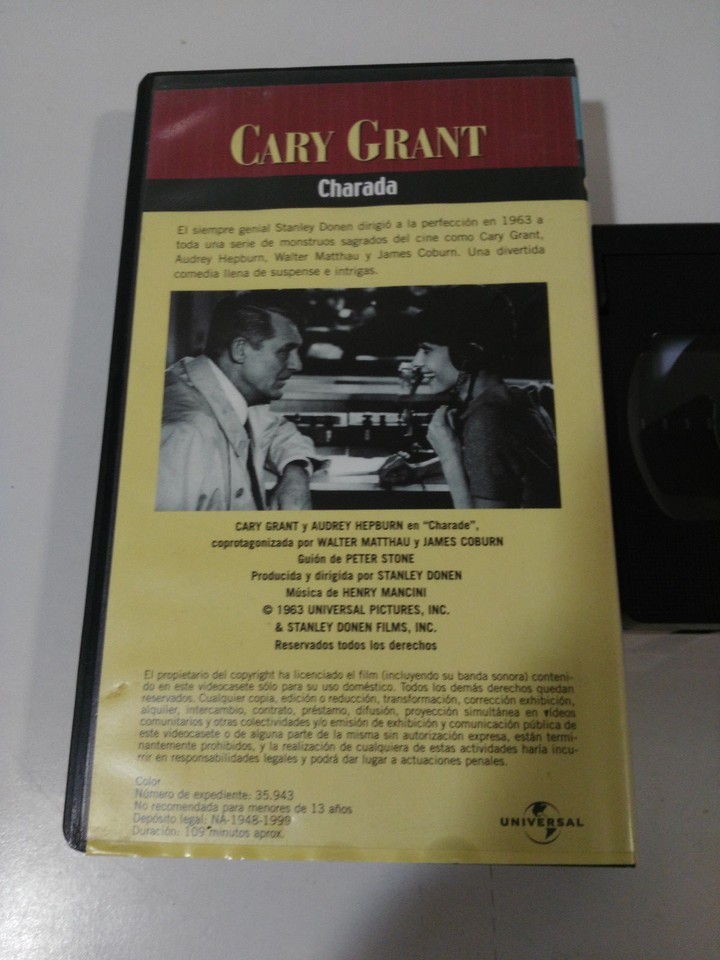 CARY GRANT
Charada
El siempre genial Stanley Donen dirigió a la perfección en 1963 a
toda una serie de monstruos sagrados del cine como Cary Grant,
Audrey Hepburn, Walter Matthau y James Coburn. Una divertida
comedia llena de suspense e intrigas.
CARY GRANT y AUDREY HEPBURN en "Charade",
coprotagonizada por WALTER MATTHAU y JAMES COBURN
Guión de PETER STONE
Producida y dirigida por STANLEY DONEN
Música de HENRY MANCINI
© 1963 UNIVERSAL PICTURES, INC.
& STANLEY DONEN FILMS, INC.
Reservados todos los derechos
El propietario del copyright ha licenciado el film (incluyendo su banda sonora) conteni-
do en este videocasete sólo para su uso doméstico. Todos los demás derechos quedan
reservados. Cualquier copia, edición o reducción, transformación, corrección exhibición,
alquiler, intercambio, contrato, préstamo, difusión, proyección simultánea en vídeos
comunitarios y otras colectividades y/o emisión de exhibición y comunicación pública de
este videocasete o de alguna parte de la misma sin autorización expresa, están termi-
nantemente prohibidos, y la realización de cualquiera de estas actividades haría incu-
rrir en responsabilidades legales y podrá dar lugar a actuaciones penales.
Color
Número de expediente: 35.943
No recomendada para menores de 13 años
Depósito legal: NA-1948-1999
Duración: 109 minutos aprox.
UNIVERSAL